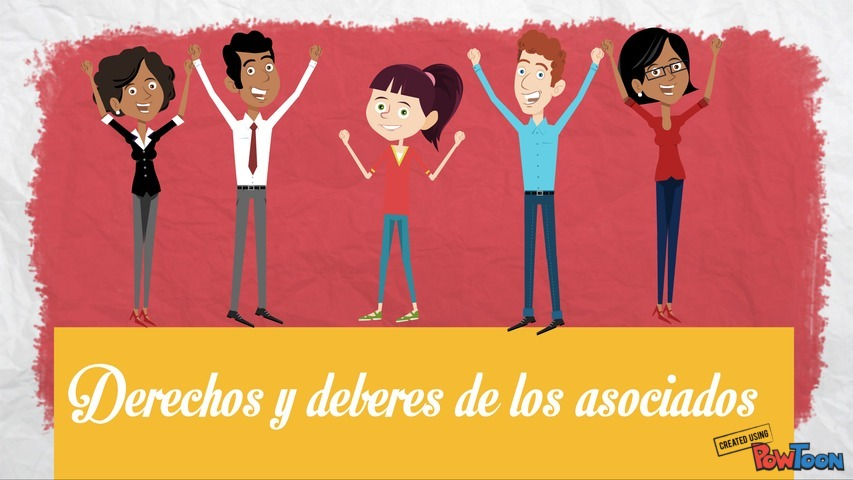 Derechos y deberes de los asociados
CREATED USING
POWTOON